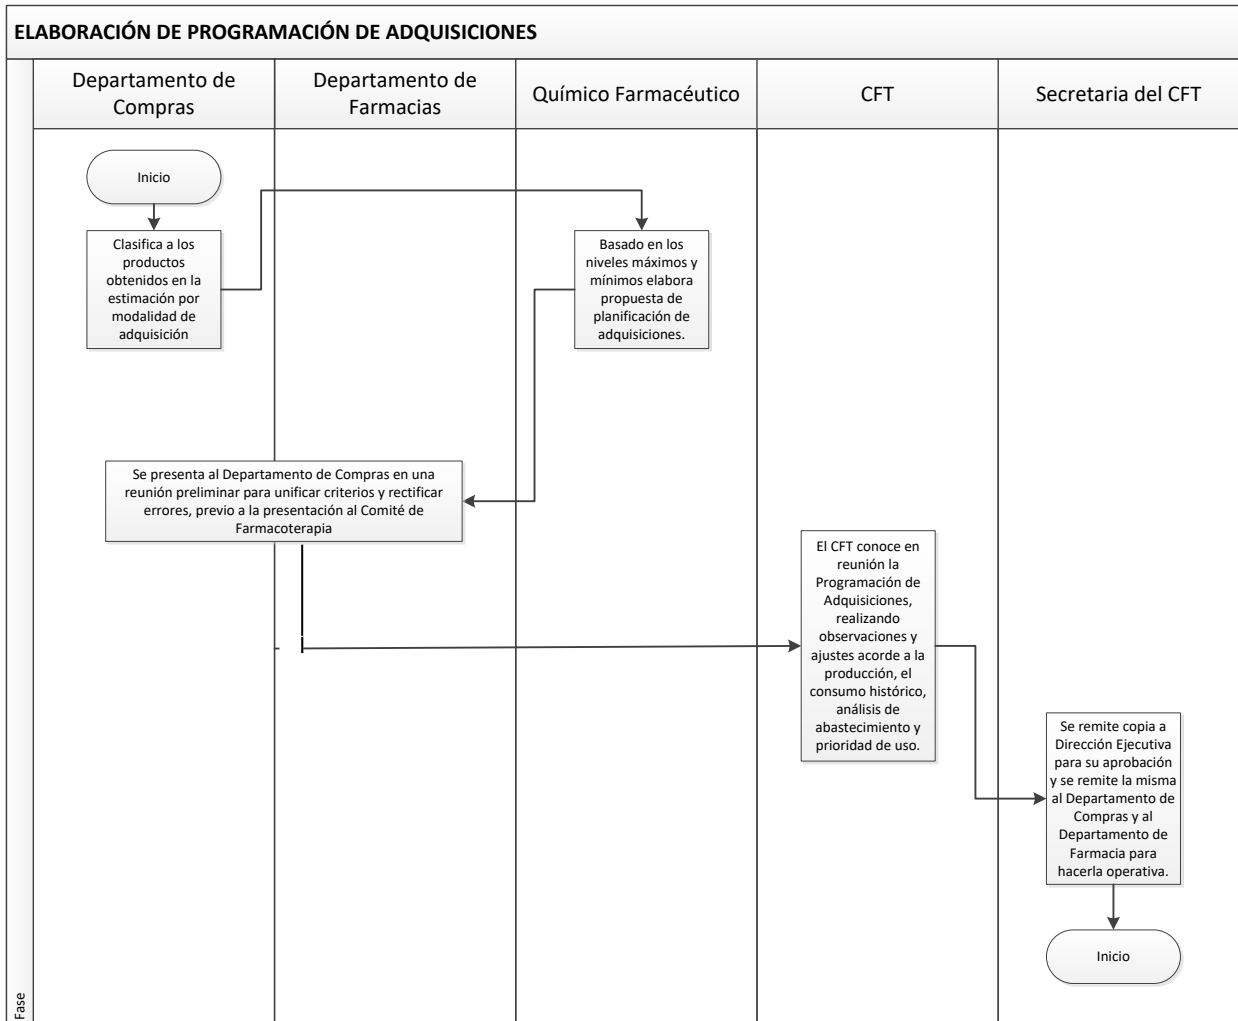 ELABORACIÓN DE PROGRAMACIÓN DE ADQUISICIONES
Departamento de
Compras
Departamento de
Farmacias
Químico Farmacéutico
CFT
Secretaria del CFT
Inicio
Clasifica a los
productos
obtenidos en la
estimación por
modalidad de
adquisición
Basado en los
niveles máximos y
mínimos elabora
propuesta de
planificación de
adquisiciones.
Se presenta al Departamento de Compras en una
reunión preliminar para unificar criterios y rectificar
errores, previo a la presentación al Comité de
Farmacoterapia
El CFT conoce en
reunión la
Programación de
Adquisiciones,
realizando
observaciones y
ajustes acorde a la
producción, el
consumo histórico,
análisis de
abastecimiento y
prioridad de uso.
Se remite copia a
Dirección Ejecutiva
para su aprobación
y se remite la misma
al Departamento de
Compras y al
Departamento de
Farmacia para
hacerla operativa.
Inicio
Fase